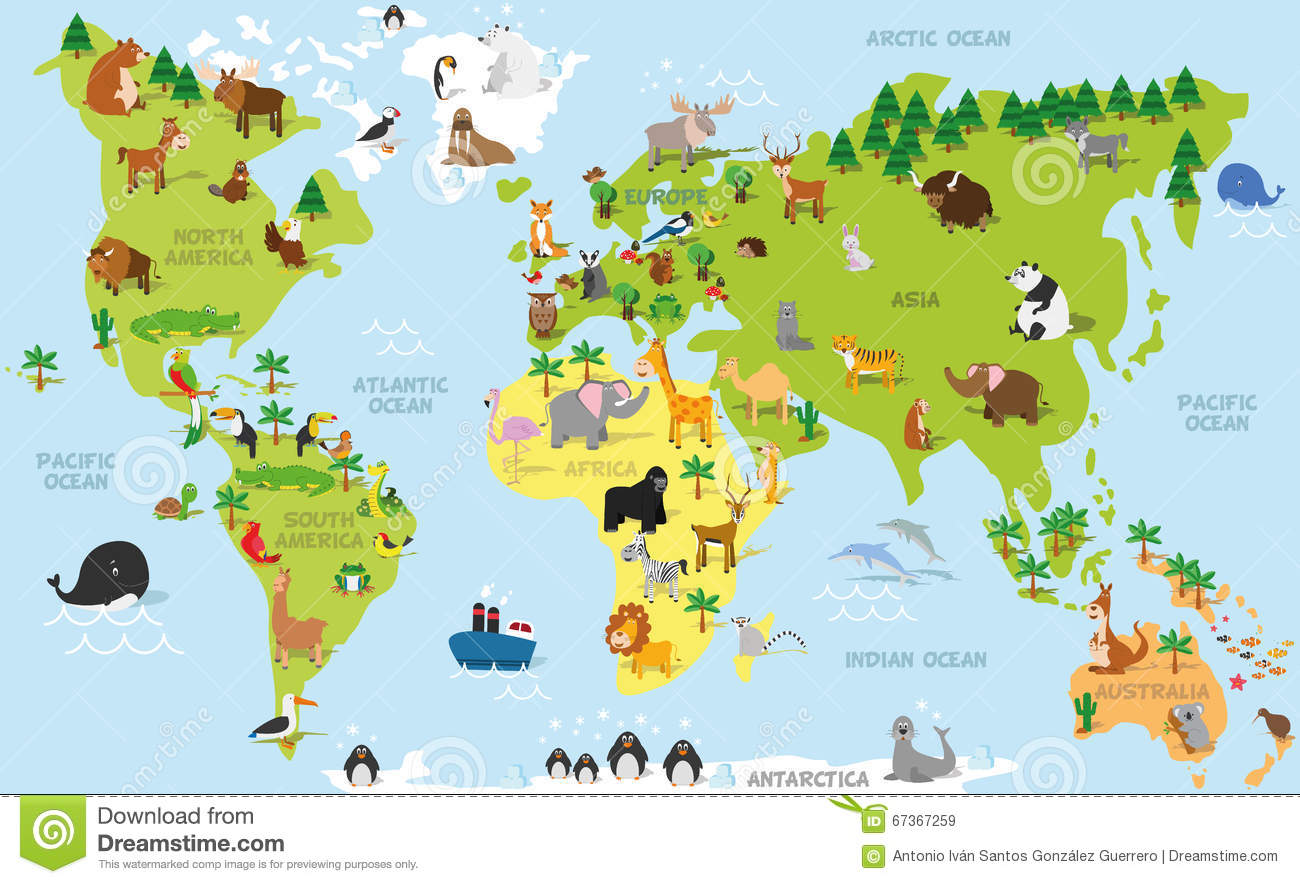 ARCTIC OCEAN
EUROPE
NORTH
AMERICA
ASIA
ATLANTIC
OCEAN
PACIFIC
OCEAN
PACIFIC
OCEAN
AFRICA
SOUTH
AMERICA
INDIAN OCEAN
AUSTRALIA
ANTARCTICA
dreamstime
Download from
Dreamstime.com
This watermarked comp image is for previewing purposes only.
ID 67367259
© Antonio Iván Santos González Guerrero | Dreamstime.com